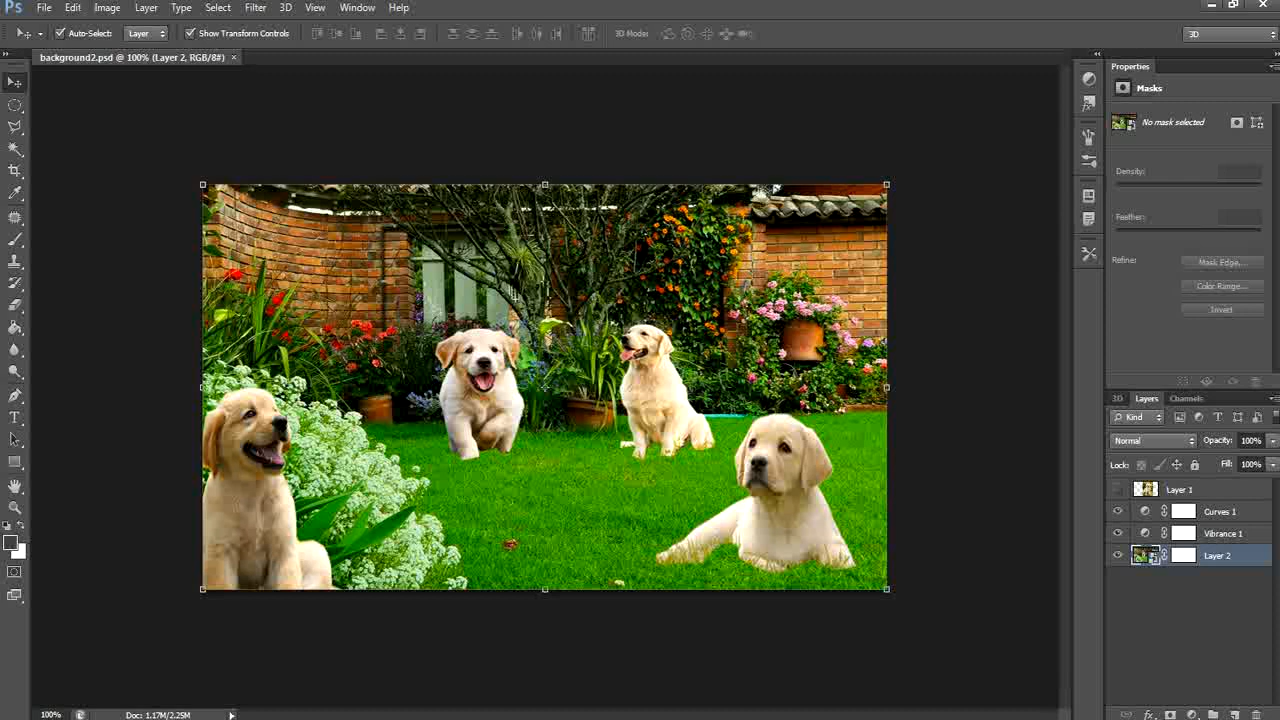 Ps File Edit Image Layer Type Select Filter 3D View Window Help
Auto-Select: Layer Show Transform Controls 3D Mode: 3D
background2.psd @ 100% (Layer 2, RGB/8#) ×
Properties
Masks
No mask selected
Density:
Feather:
Refine: Mask Edge...
Color Range...
Invert
3D Layers Channels
Kind
Normal Opacity: 100%
Lock: Fill: 100%
Layer 1
Curves 1
Vibrance 1
Layer 2
100% Doc: 1.17M/2.25M